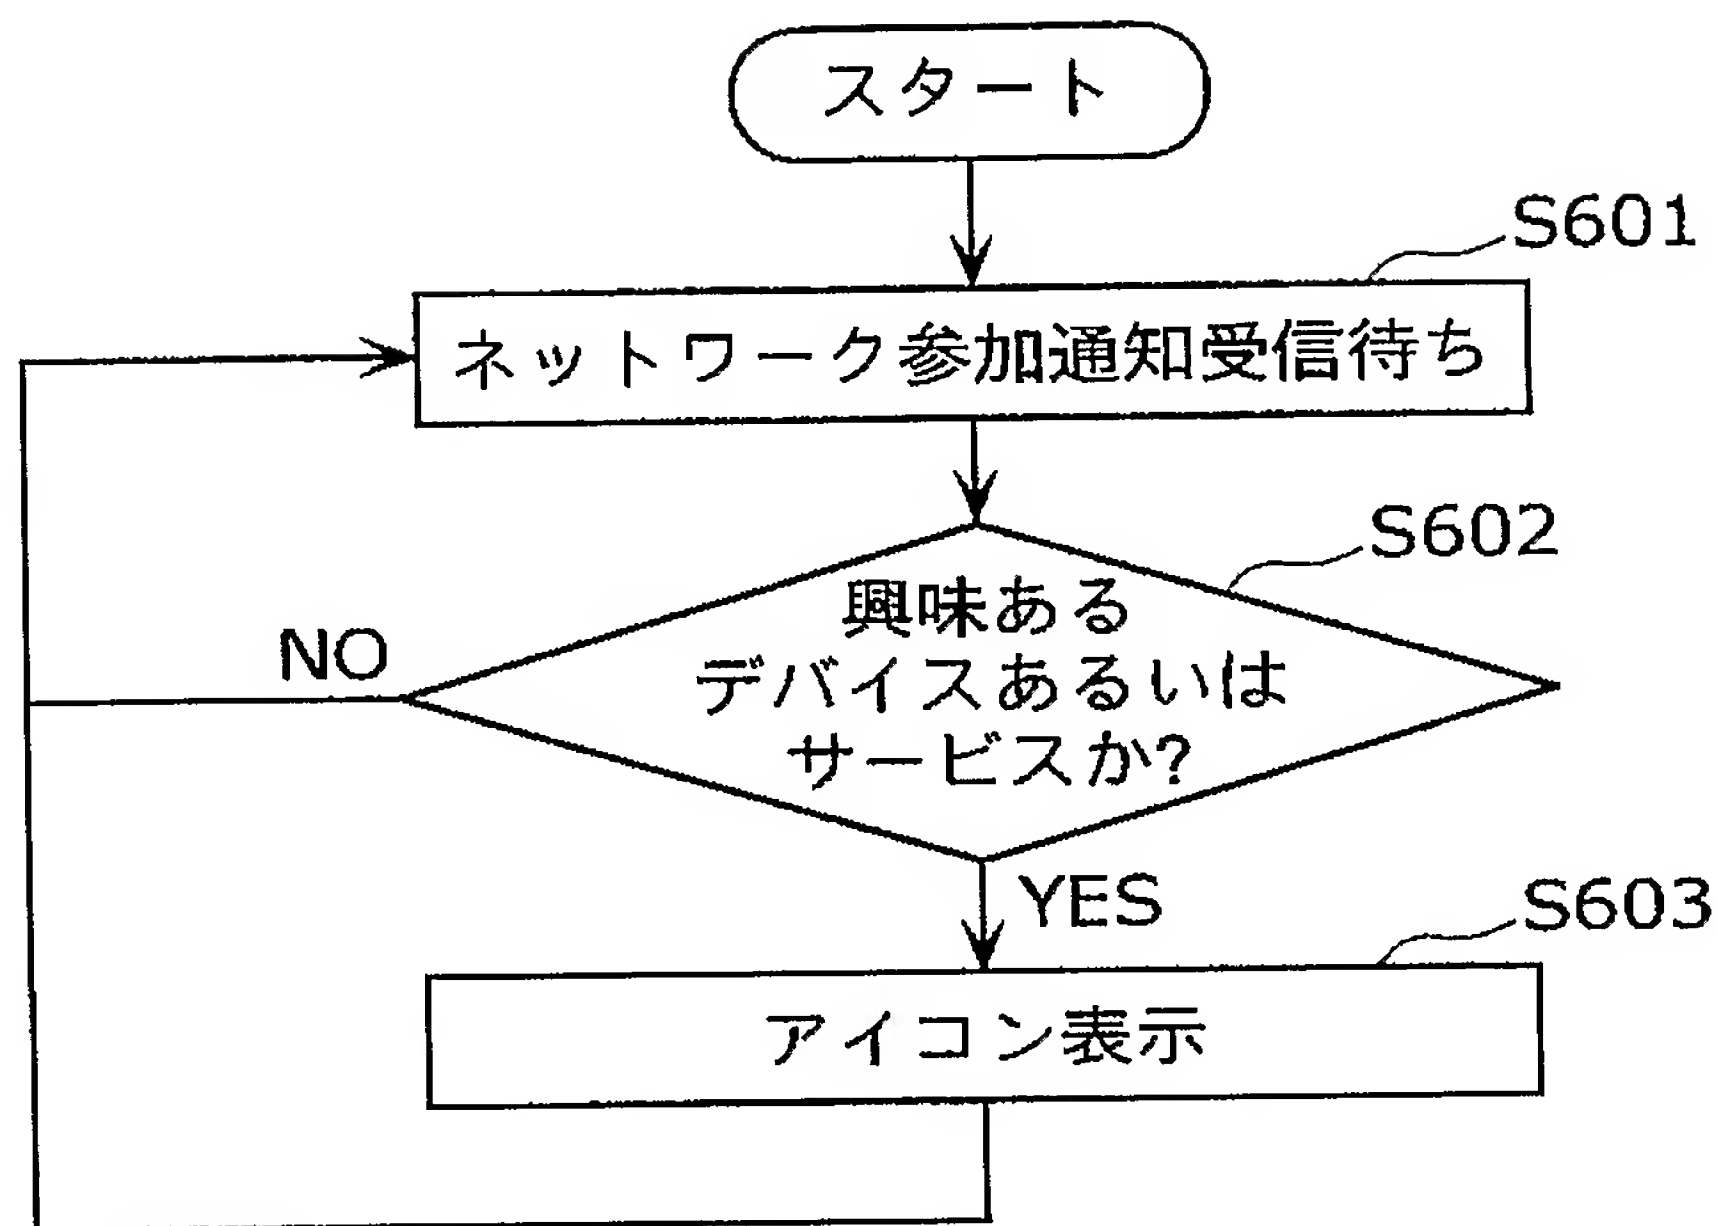 スタート
S601
ネットワーク参加通知受信待ち
S602
興味ある
デバイスあるいは
サービスか?
NO
YES
S603
アイコン表示